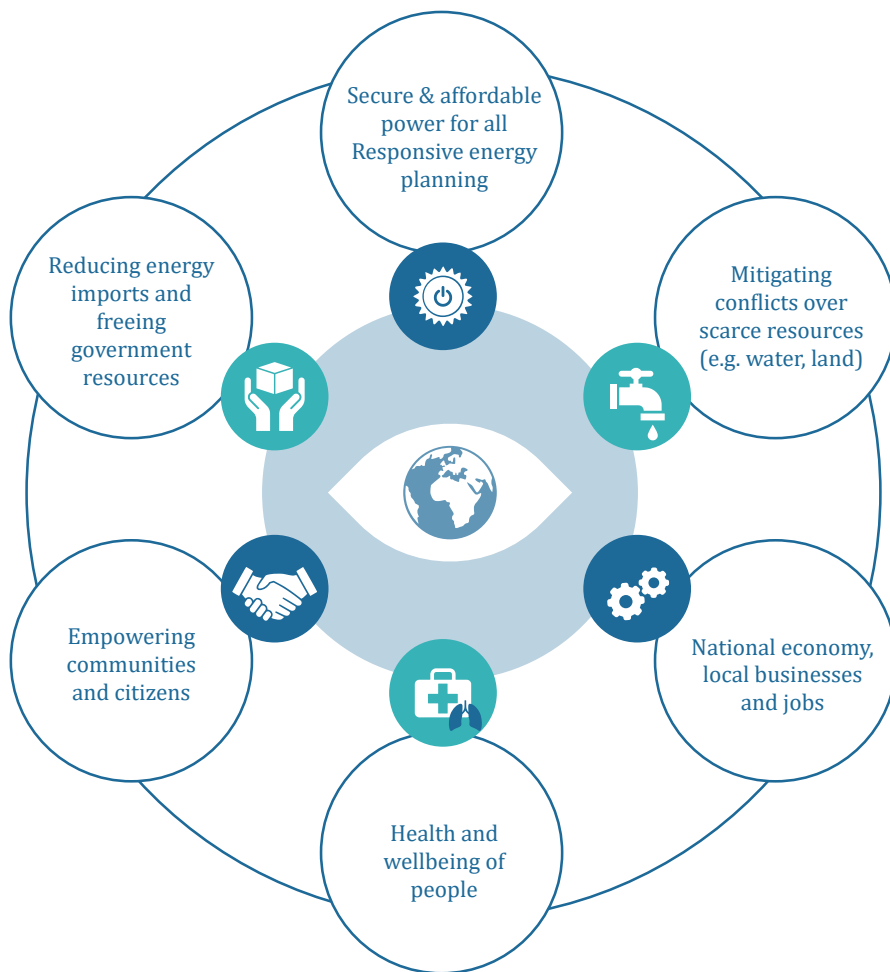 Secure & affordable
power for all
Responsive energy
planning
Mitigating
conflicts over
scarce resources
(e.g. water, land)
National economy,
local businesses
and jobs
Health and
wellbeing of
people
Empowering
communities
and citizens
Reducing energy
imports and
freeing
government
resources